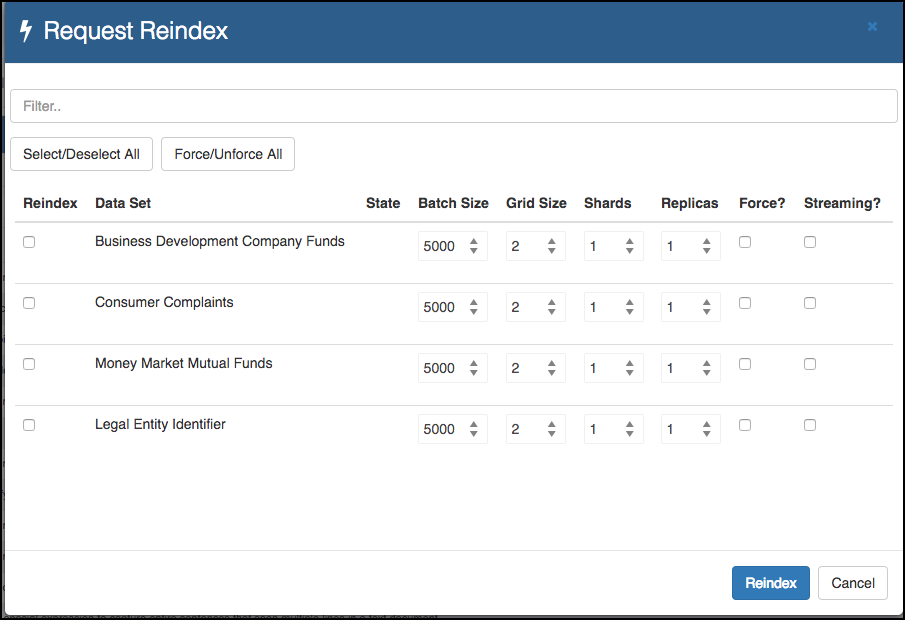 Request Reindex ×
Filter..
Select/Deselect All Force/Unforce All
Reindex Data Set State Batch Size Grid Size Shards Replicas Force? Streaming?
Business Development Company Funds 5000 2 1 1
Consumer Complaints 5000 2 1 1
Money Market Mutual Funds 5000 2 1 1
Legal Entity Identifier 5000 2 1 1
Reindex Cancel